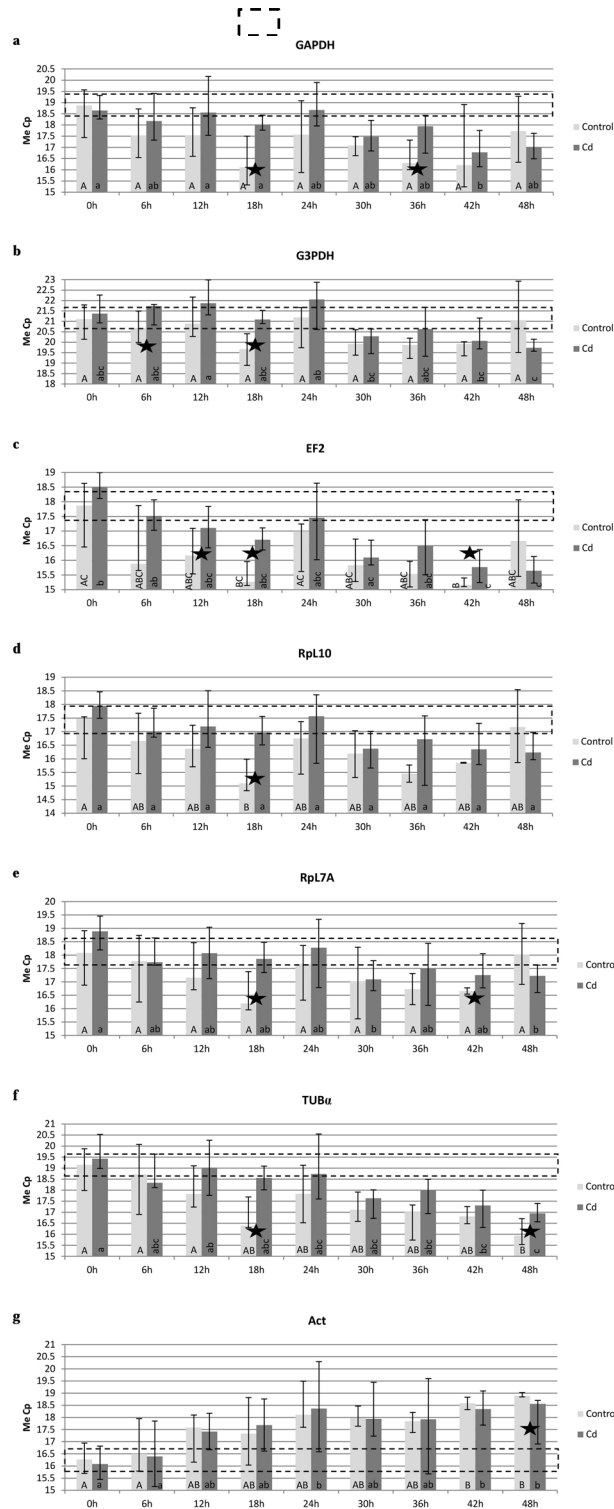 a
GAPDH
20.5
20
19.5
19
18.5
18
17.5
17
16.5
16
15.5
15
Me Cp
A a A ab A ab A a A ab A ab A ab A b A ab
0h 6h 12h 18h 24h 30h 36h 42h 48h
Control
Cd
b
G3PDH
23
22.5
22
21.5
21
20.5
20
19.5
19
18.5
18
Me Cp
A abc A abc A a A abc A ab A bc A abc A bc A c
0h 6h 12h 18h 24h 30h 36h 42h 48h
Control
Cd
c
EF2
19
18.5
18
17.5
17
16.5
16
15.5
15
Me Cp
AC b ABC ab ABC abc BC abc AC abc ABC ac ABC abc B c ABC c
0h 6h 12h 18h 24h 30h 36h 42h 48h
Control
Cd
d
RpL10
19
18.5
18
17.5
17
16.5
16
15.5
15
14.5
14
Me Cp
A a AB a AB a B a AB a AB a AB a AB a AB a
0h 6h 12h 18h 24h 30h 36h 42h 48h
Control
Cd
e
RpL7A
20
19.5
19
18.5
18
17.5
17
16.5
16
15.5
15
Me Cp
A a A ab A ab A ab A ab A b A ab A ab A b
0h 6h 12h 18h 24h 30h 36h 42h 48h
Control
Cd
f
TUBα
21
20.5
20
19.5
19
18.5
18
17.5
17
16.5
16
15.5
15
Me Cp
A a A abc A ab AB abc AB abc AB abc AB abc AB bc B c
0h 6h 12h 18h 24h 30h 36h 42h 48h
Control
Cd
g
Act
21
20.5
20
19.5
19
18.5
18
17.5
17
16.5
16
15.5
15
Me Cp
A a A a AB ab AB ab AB b AB ab AB ab B b B b
0h 6h 12h 18h 24h 30h 36h 42h 48h
Control
Cd